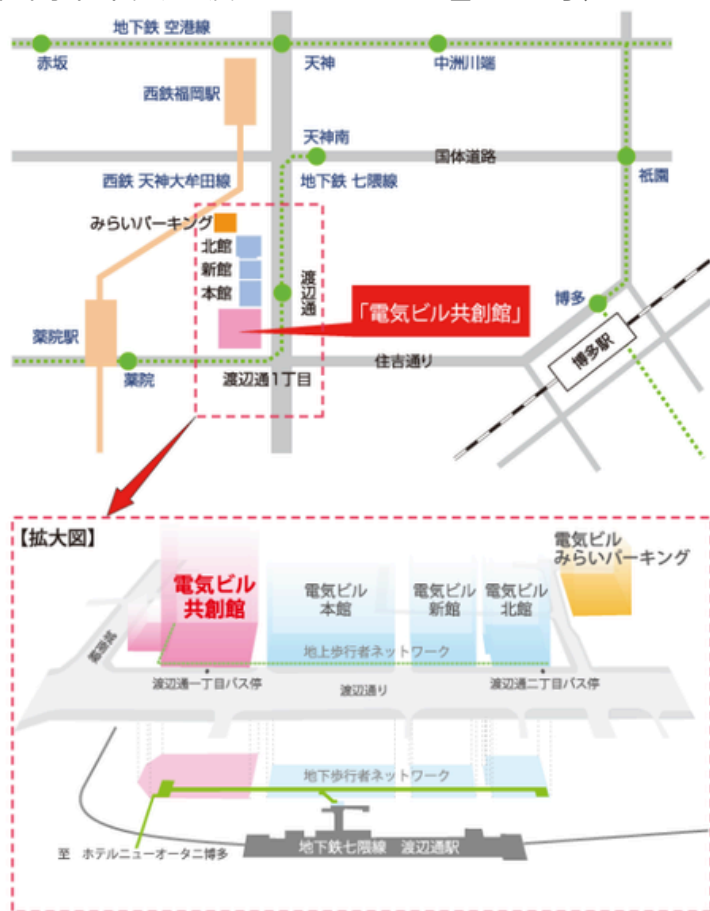 地下鉄 空港線
赤坂
天神
中洲川端
西鉄福岡駅
天神南
国体道路
西鉄 天神大牟田線
地下鉄 七隈線
祇園
みらいパーキング
北館
新館
本館
渡辺通
「電気ビル共創館」
博多
薬院駅
博多駅
薬院
渡辺通1丁目
住吉通り
【拡大図】
電気ビル
共創館
電気ビル
本館
電気ビル
新館
電気ビル
北館
電気ビル
みらいパーキング
地上歩行者ネットワーク
渡辺通一丁目バス停
渡辺通り
渡辺通二丁目バス停
地下歩行者ネットワーク
至 ホテルニューオータニ博多
地下鉄七隈線 渡辺通駅